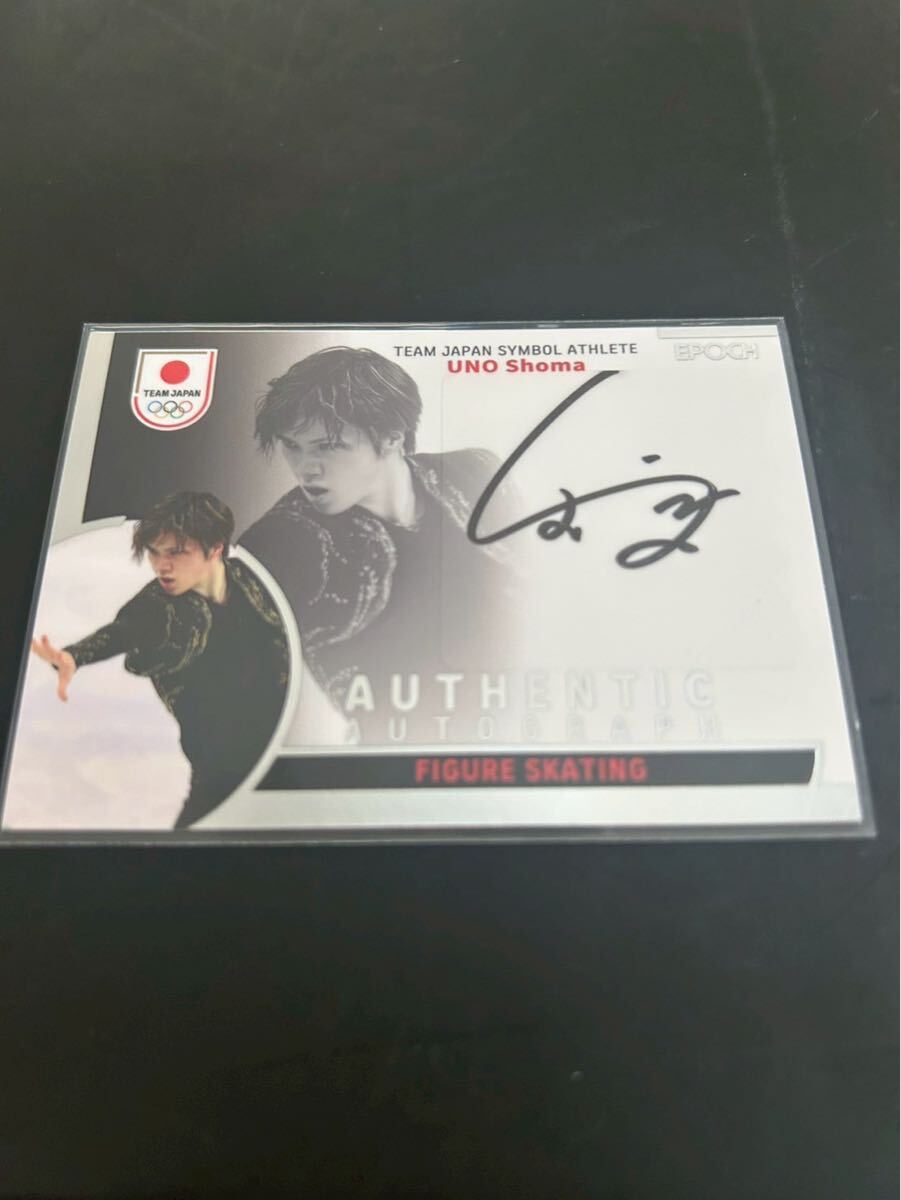 TEAM JAPAN SYMBOL ATHLETE
UNO Shoma
EPOCH
TEAM JAPAN
AUTHENTIC
AUTOGRAPH
FIGURE SKATING